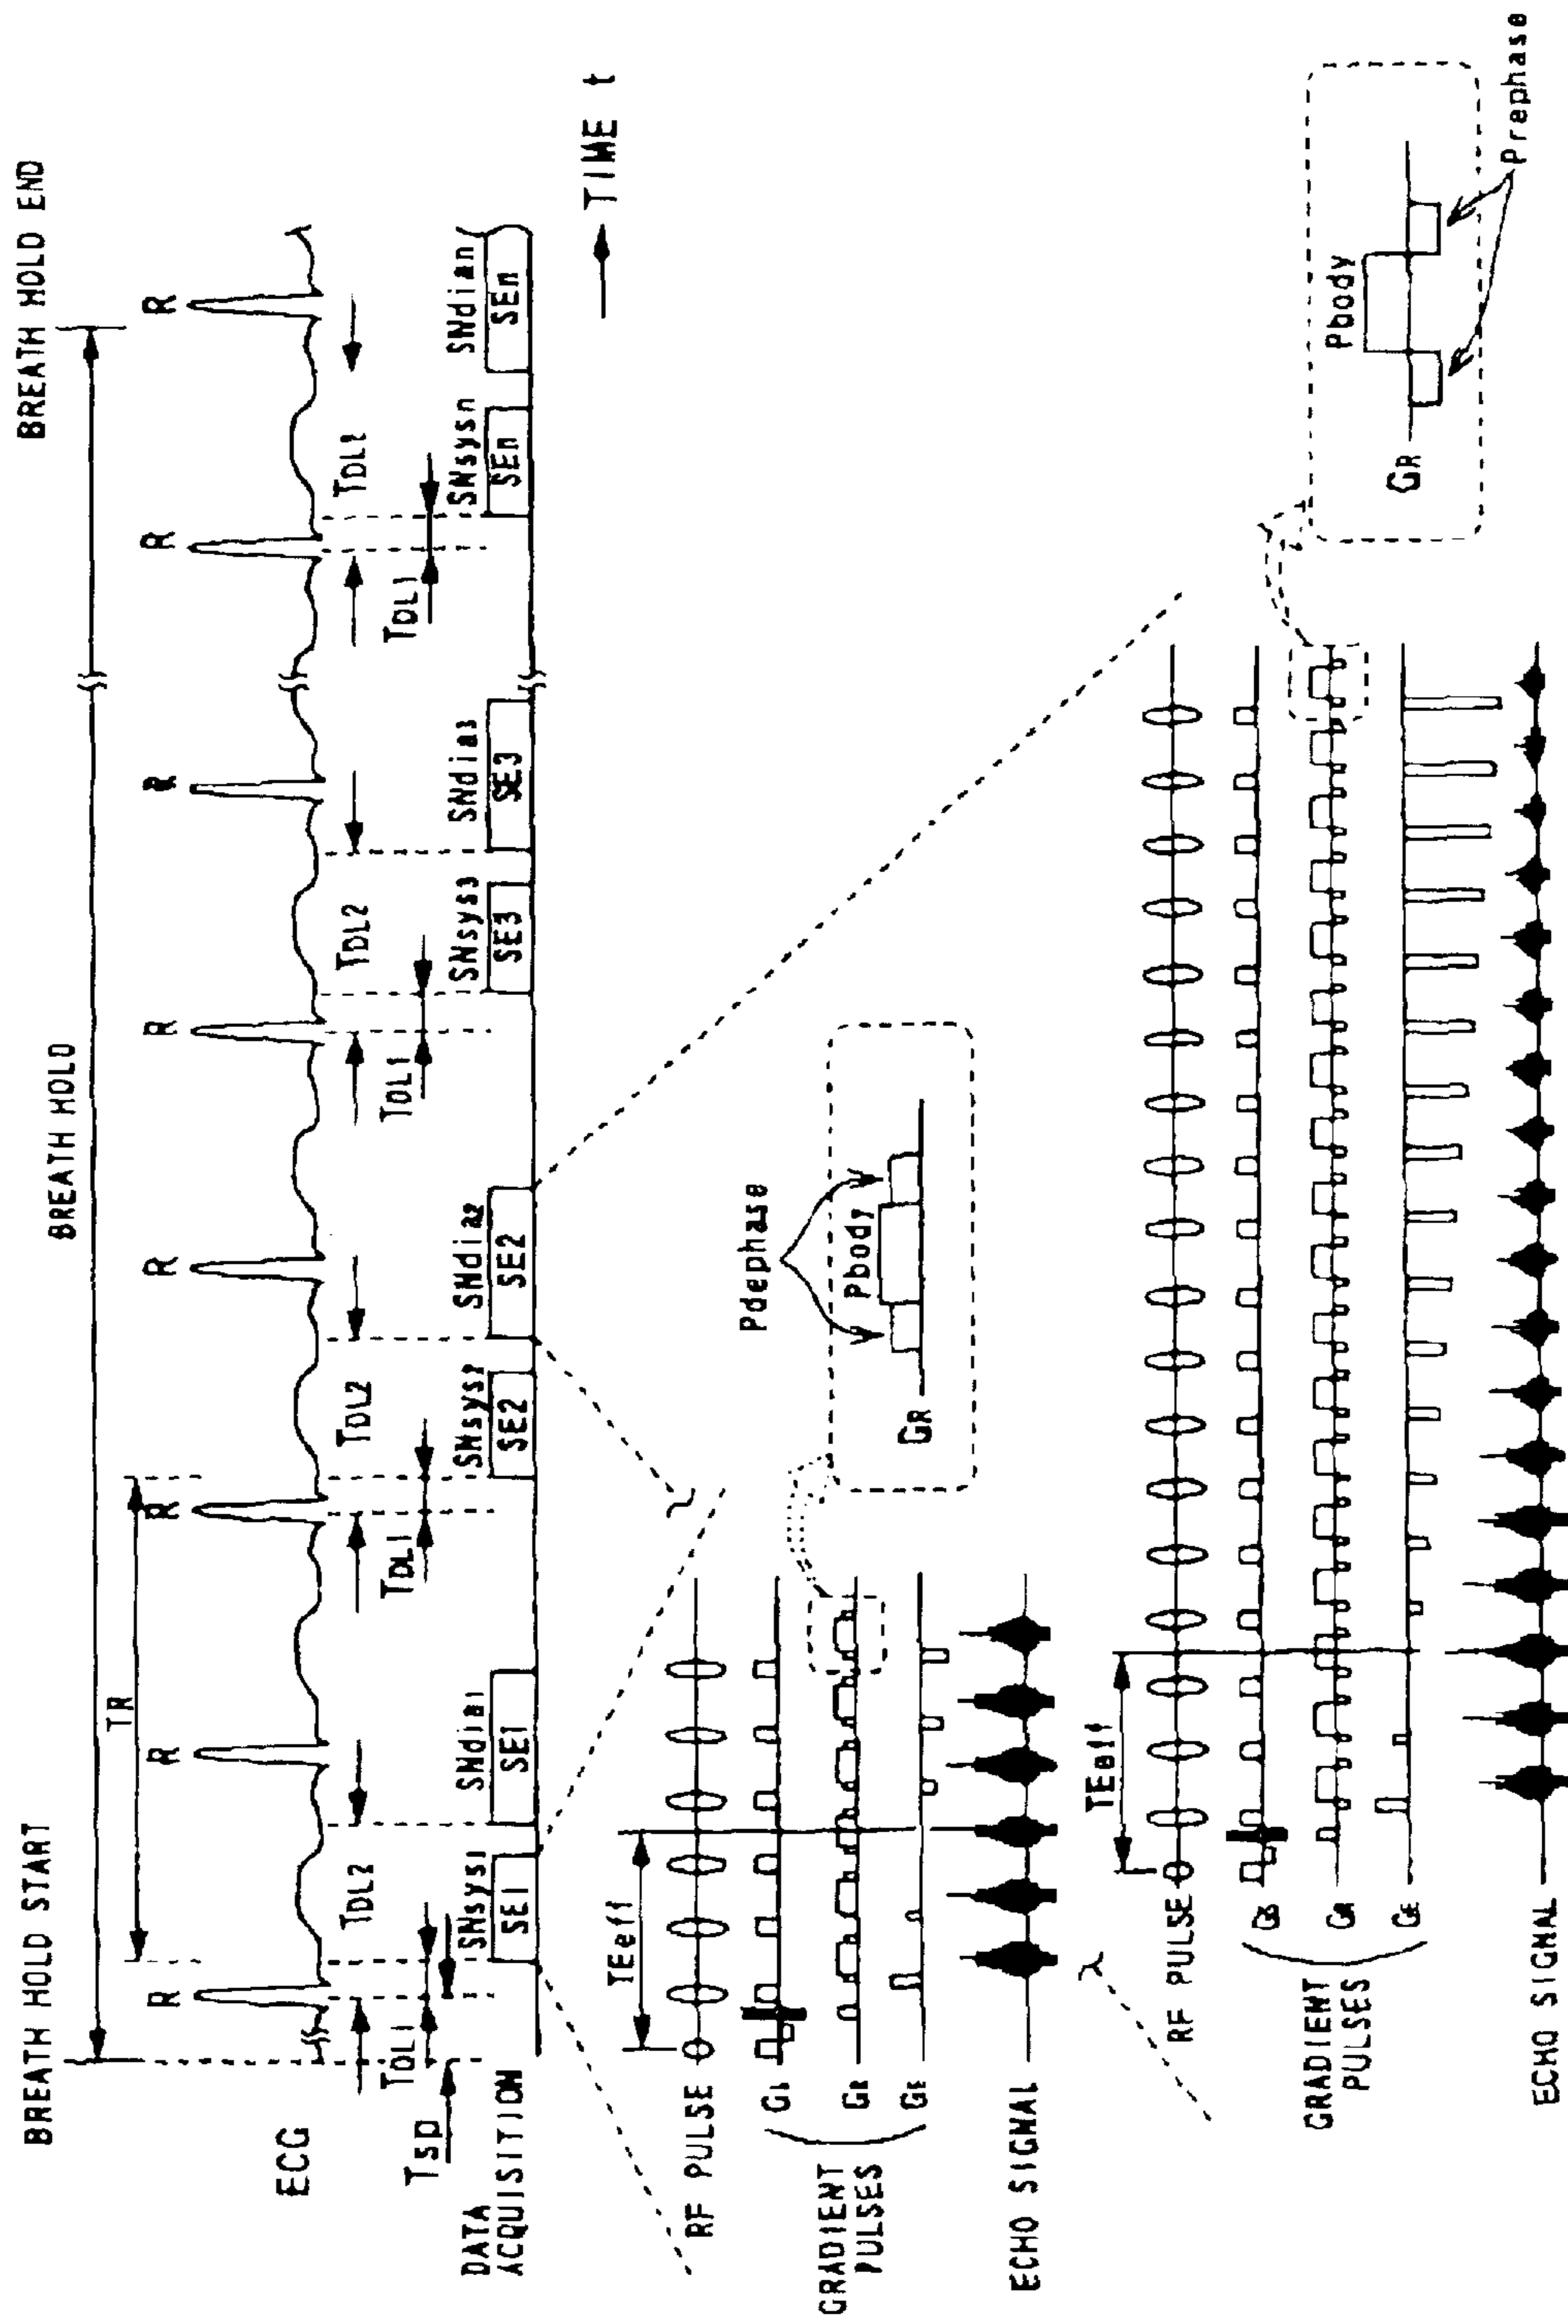 BREATH HOLD START
BREATH HOLD
BREATH HOLD END
TR
R R R R R R R R
ECG
TDL1 TDL2 TDL1 TDL2 TDL1 TDL2 TDL1 TDL2
Tsp
SNsys1 SNdia1 SNsys2 SNdia2 SNsys3 SNdia3 SNsysn SNdian
DATA ACQUISITION
SE1 SE1 SE2 SE2 SE3 SE3 SEn SEn
TIME t
TEeff
RF PULSE
GRADIENT PULSES
GR
GE
ECHO SIGNAL
Pdephase
Pbody
GR
TEeff
RF PULSE
GRADIENT PULSES
GS
GR
GE
ECHO SIGNAL
Pbody
GR
Prephase